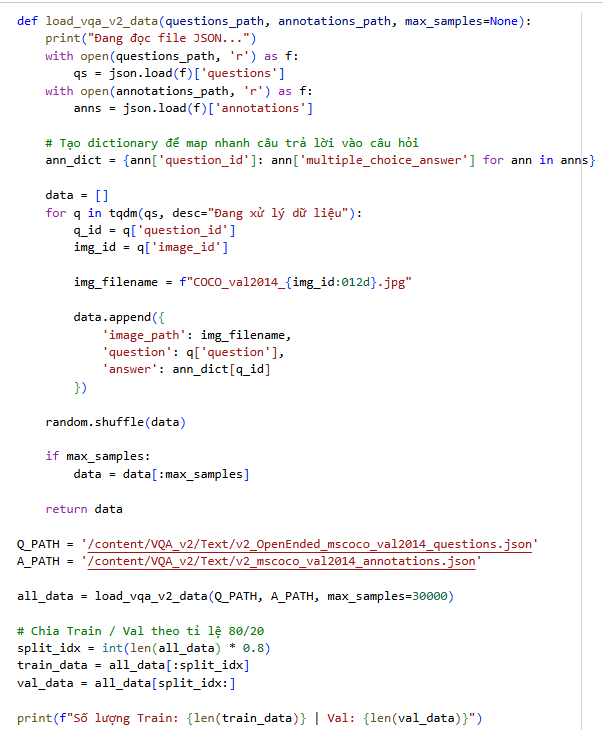 def load_vqa_v2_data(questions_path, annotations_path, max_samples=None):
    print("Đang đọc file JSON...")
    with open(questions_path, 'r') as f:
        qs = json.load(f)['questions']
    with open(annotations_path, 'r') as f:
        anns = json.load(f)['annotations']

    # Tạo dictionary để map nhanh câu trả lời vào câu hỏi
    ann_dict = {ann['question_id']: ann['multiple_choice_answer'] for ann in anns}

    data = []
    for q in tqdm(qs, desc="Đang xử lý dữ liệu"):
        q_id = q['question_id']
        img_id = q['image_id']

        img_filename = f"COCO_val2014_{img_id:012d}.jpg"

        data.append({
            'image_path': img_filename,
            'question': q['question'],
            'answer': ann_dict[q_id]
        })

    random.shuffle(data)

    if max_samples:
        data = data[:max_samples]

    return data

Q_PATH = '/content/VQA_v2/Text/v2_OpenEnded_mscoco_val2014_questions.json'
A_PATH = '/content/VQA_v2/Text/v2_mscoco_val2014_annotations.json'

all_data = load_vqa_v2_data(Q_PATH, A_PATH, max_samples=30000)

# Chia Train / Val theo tỉ lệ 80/20
split_idx = int(len(all_data) * 0.8)
train_data = all_data[:split_idx]
val_data = all_data[split_idx:]

print(f"Số lượng Train: {len(train_data)} | Val: {len(val_data)}")